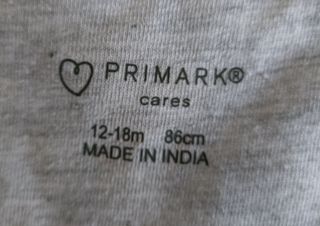 PRIMARK®
cares
12-18m 86cm
MADE IN INDIA